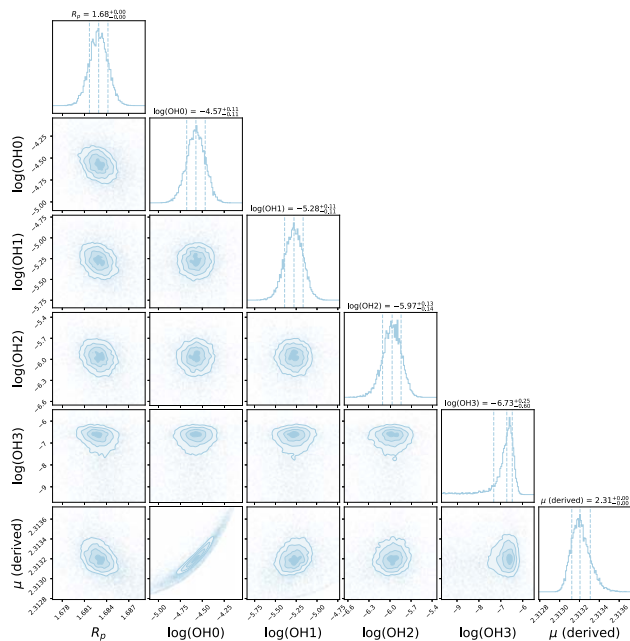 R_p = 1.68^{+0.00}_{-0.00}
log(OH0) = −4.57^{+0.11}_{-0.11}
log(OH0)
−4.25
−4.50
−4.75
−5.00
log(OH1) = −5.28^{+0.11}_{-0.11}
log(OH1)
−4.75
−5.00
−5.25
−5.50
−5.75
log(OH2) = −5.97^{+0.13}_{-0.14}
log(OH2)
−5.4
−5.7
−6.0
−6.3
−6.6
log(OH3) = −6.73^{+0.25}_{-0.60}
log(OH3)
−6
−7
−8
−9
μ (derived) = 2.31^{+0.00}_{-0.00}
μ (derived)
2.3136
2.3134
2.3132
2.3130
2.3128
1.678 1.681 1.684 1.687
−5.00 −4.75 −4.50 −4.25
−5.75 −5.50 −5.25 −5.00 −4.75
−6.6 −6.3 −6.0 −5.7 −5.4
−9 −8 −7 −6
2.3128 2.3130 2.3132 2.3134 2.3136
R_p log(OH0) log(OH1) log(OH2) log(OH3) μ (derived)